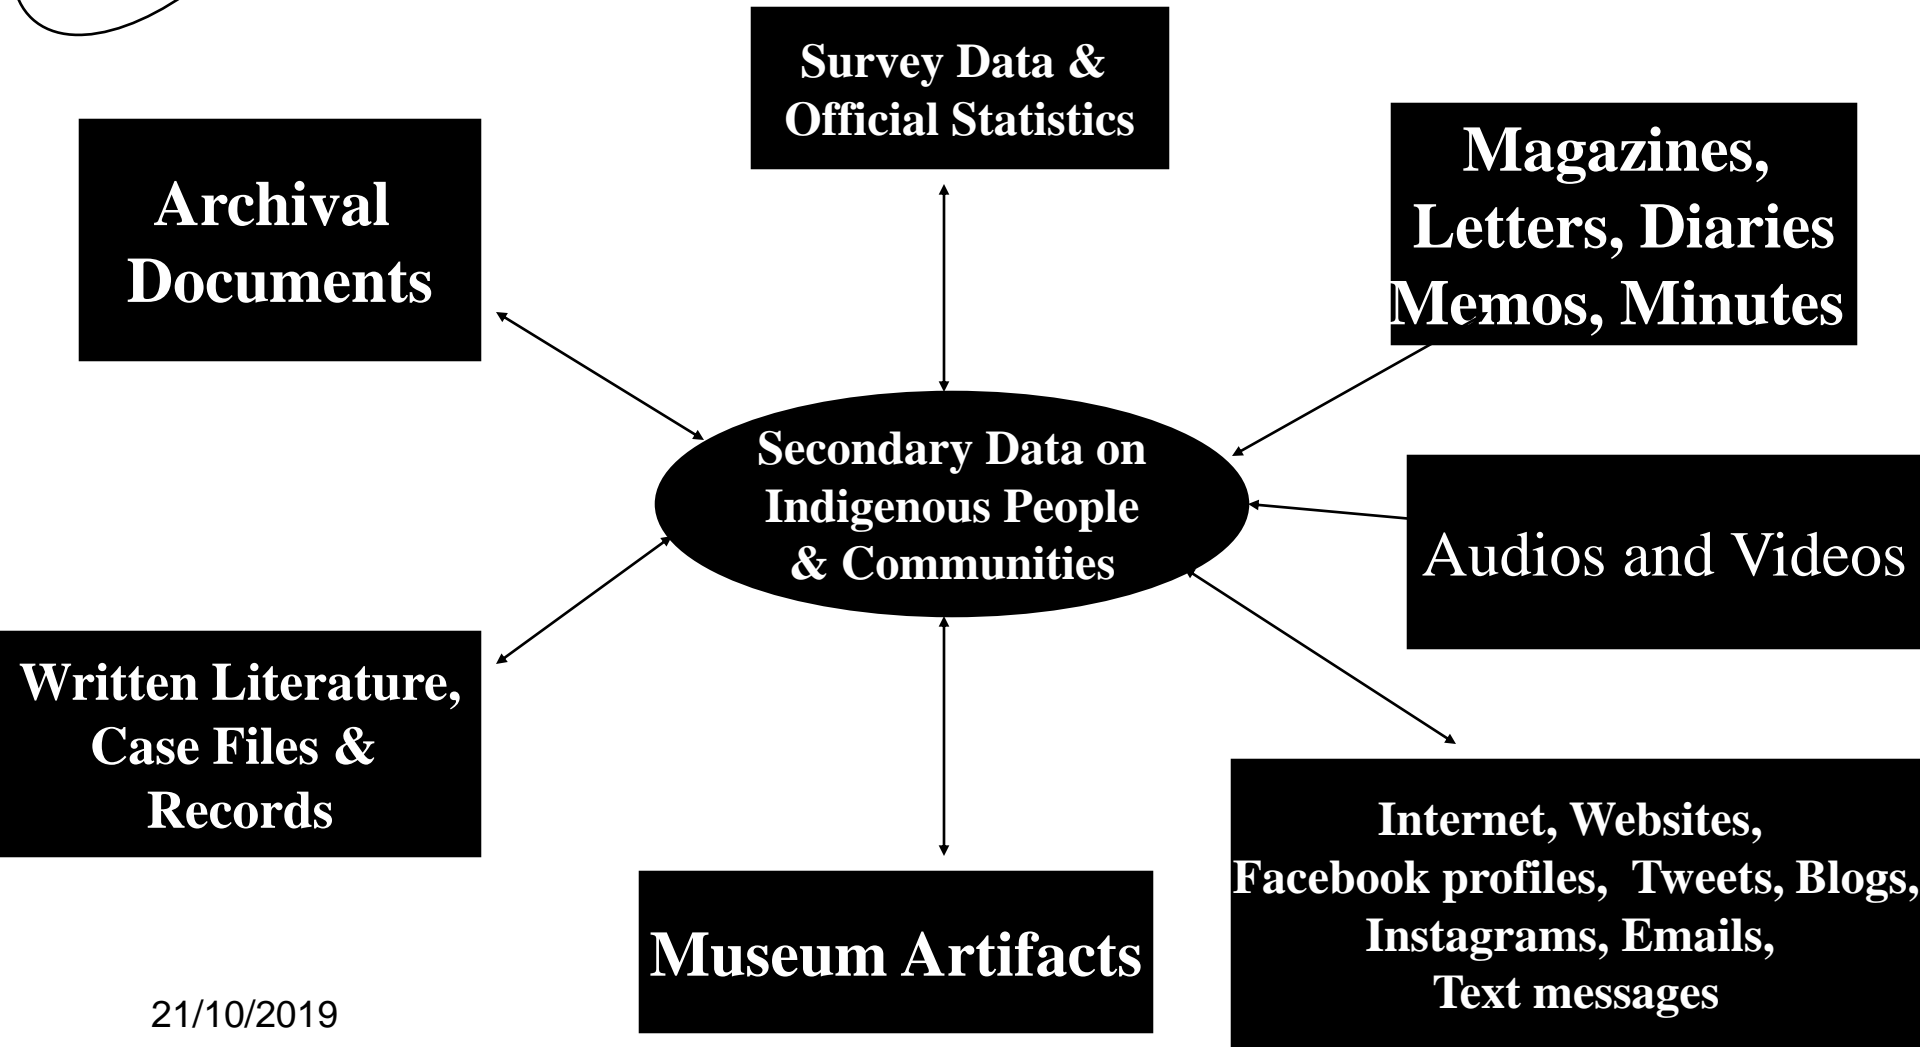 Survey Data &
Official Statistics
Archival
Documents
Magazines,
Letters, Diaries
Memos, Minutes
Secondary Data on
Indigenous People
& Communities
Audios and Videos
Written Literature,
Case Files &
Records
Internet, Websites,
Facebook profiles, Tweets, Blogs,
Instagrams, Emails,
Text messages
Museum Artifacts
21/10/2019